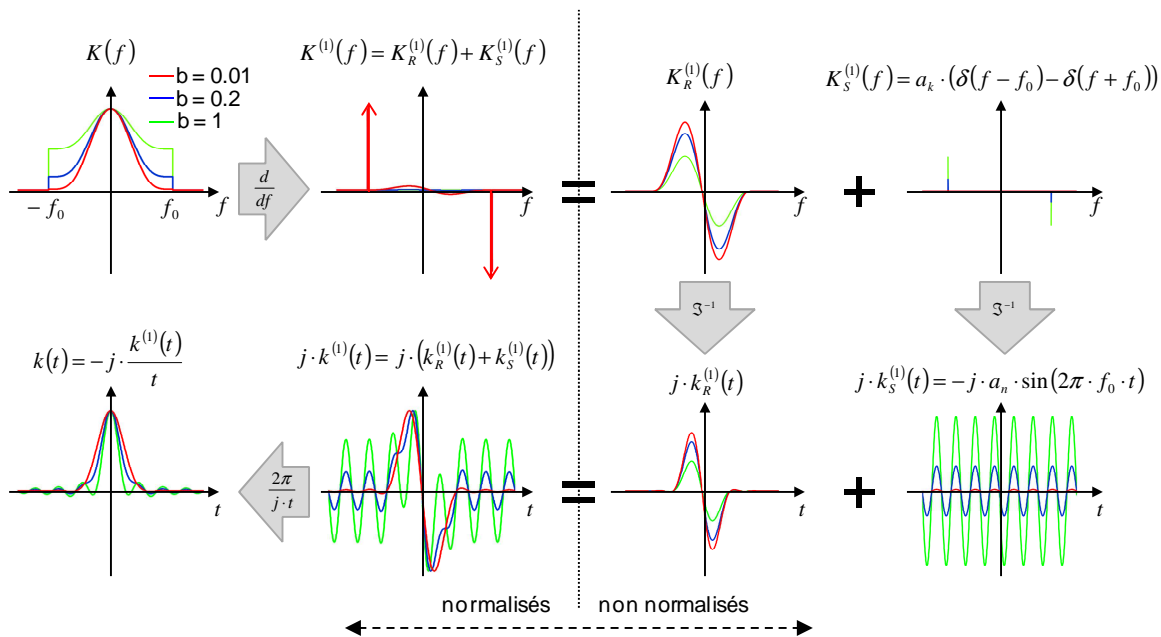 K(f)
b = 0.01
b = 0.2
b = 1
− f₀
f₀
f
d/df
K⁽¹⁾(f) = K_R⁽¹⁾(f) + K_S⁽¹⁾(f)
f
=
K_R⁽¹⁾(f)
f
+
K_S⁽¹⁾(f) = a_k · (δ(f − f₀) − δ(f + f₀))
f
ℑ⁻¹
ℑ⁻¹
k(t) = − j · k⁽¹⁾(t)/t
t
2π/j · t
j · k⁽¹⁾(t) = j · (k_R⁽¹⁾(t) + k_S⁽¹⁾(t))
t
=
j · k_R⁽¹⁾(t)
t
+
j · k_S⁽¹⁾(t) = − j · a_n · sin(2π · f₀ · t)
t
normalisés
non normalisés